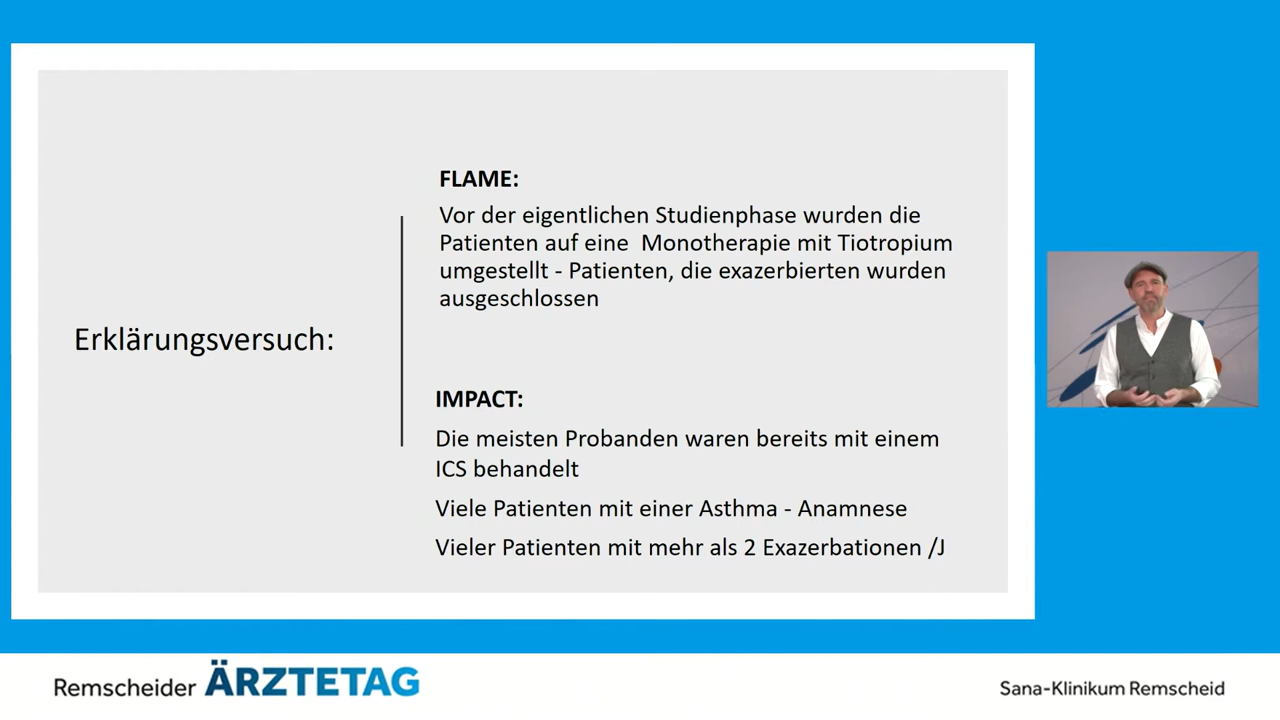 Erklärungsversuch:
FLAME:
Vor der eigentlichen Studienphase wurden die
Patienten auf eine Monotherapie mit Tiotropium
umgestellt - Patienten, die exazerbierten wurden
ausgeschlossen
IMPACT:
Die meisten Probanden waren bereits mit einem
ICS behandelt
Viele Patienten mit einer Asthma - Anamnese
Vieler Patienten mit mehr als 2 Exazerbationen /J
Remscheider ÄRZTETAG
Sana-Klinikum Remscheid